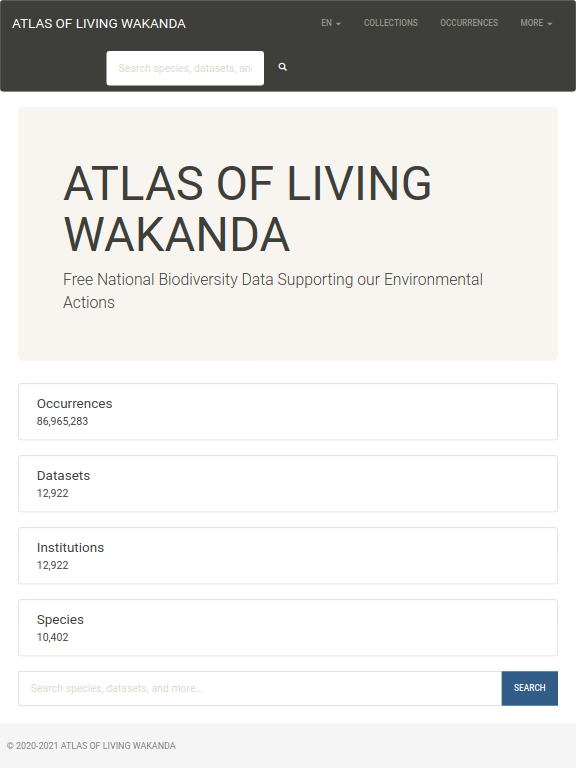 ATLAS OF LIVING WAKANDA
EN COLLECTIONS OCCURRENCES MORE
Search species, datasets, an
ATLAS OF LIVING
WAKANDA
Free National Biodiversity Data Supporting our Environmental
Actions
Occurrences
86,965,283
Datasets
12,922
Institutions
12,922
Species
10,402
Search species, datasets, and more...
SEARCH
© 2020-2021 ATLAS OF LIVING WAKANDA